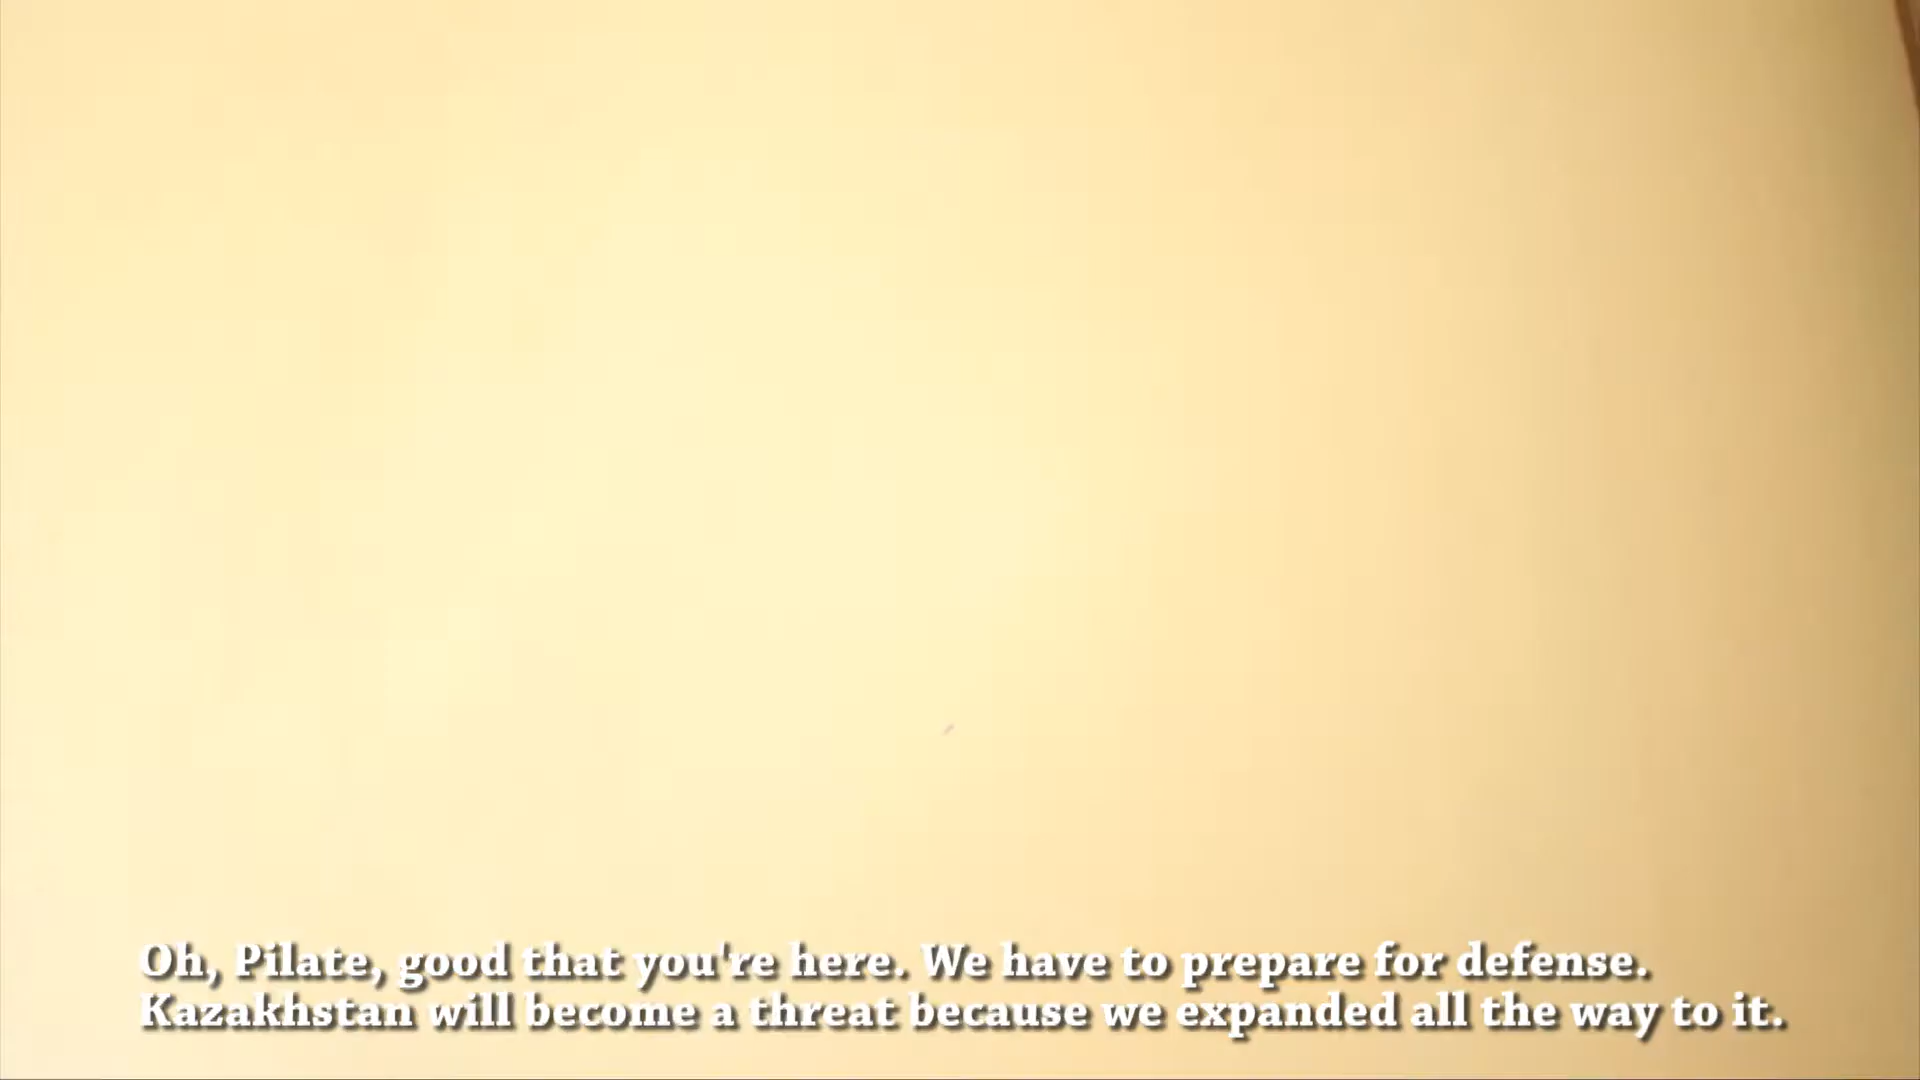 Oh, Pilate, good that you're here. We have to prepare for defense.
Kazakhstan will become a threat because we expanded all the way to it.